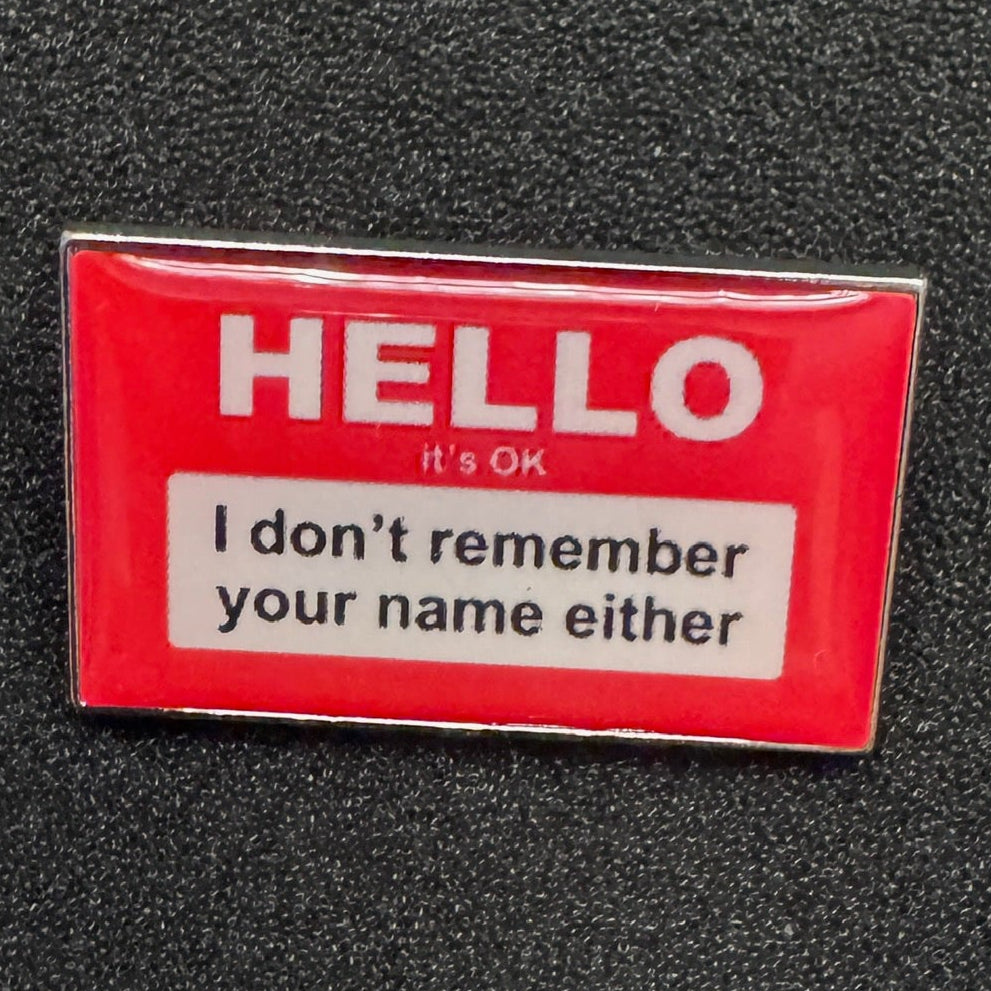 HELLO
it's OK
I don't remember
your name either